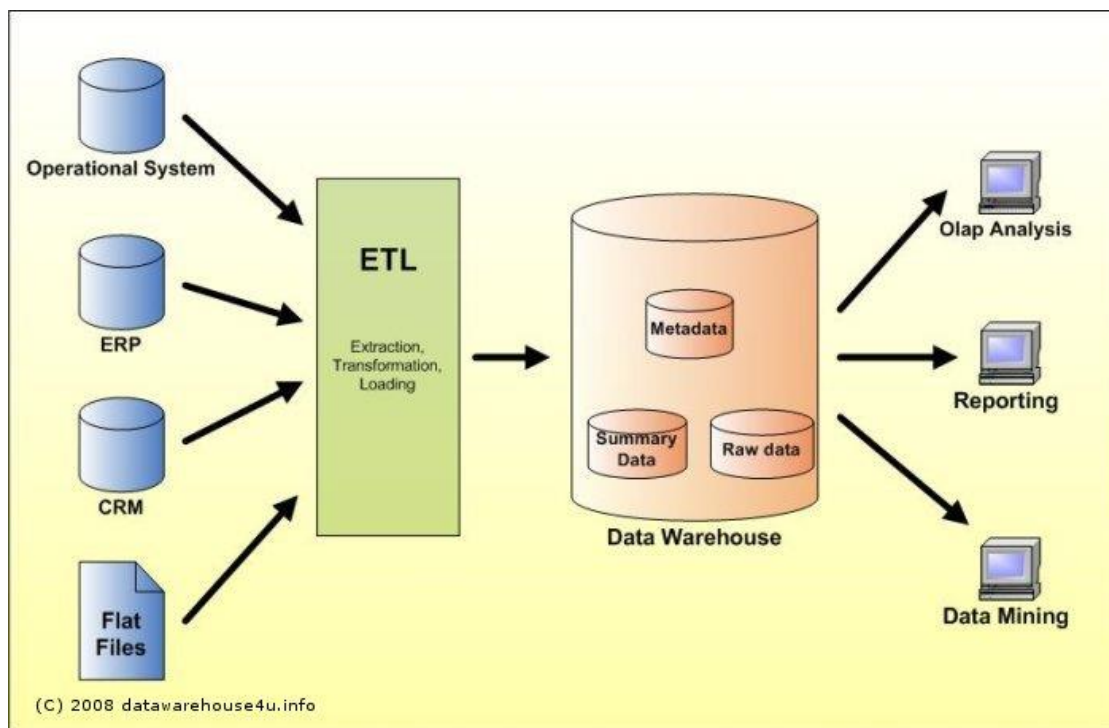 Operational System
ERP
CRM
Flat
Files
ETL
Extraction,
Transformation,
Loading
Metadata
Summary
Data
Raw data
Data Warehouse
Olap Analysis
Reporting
Data Mining
(C) 2008 datawarehouse4u.info